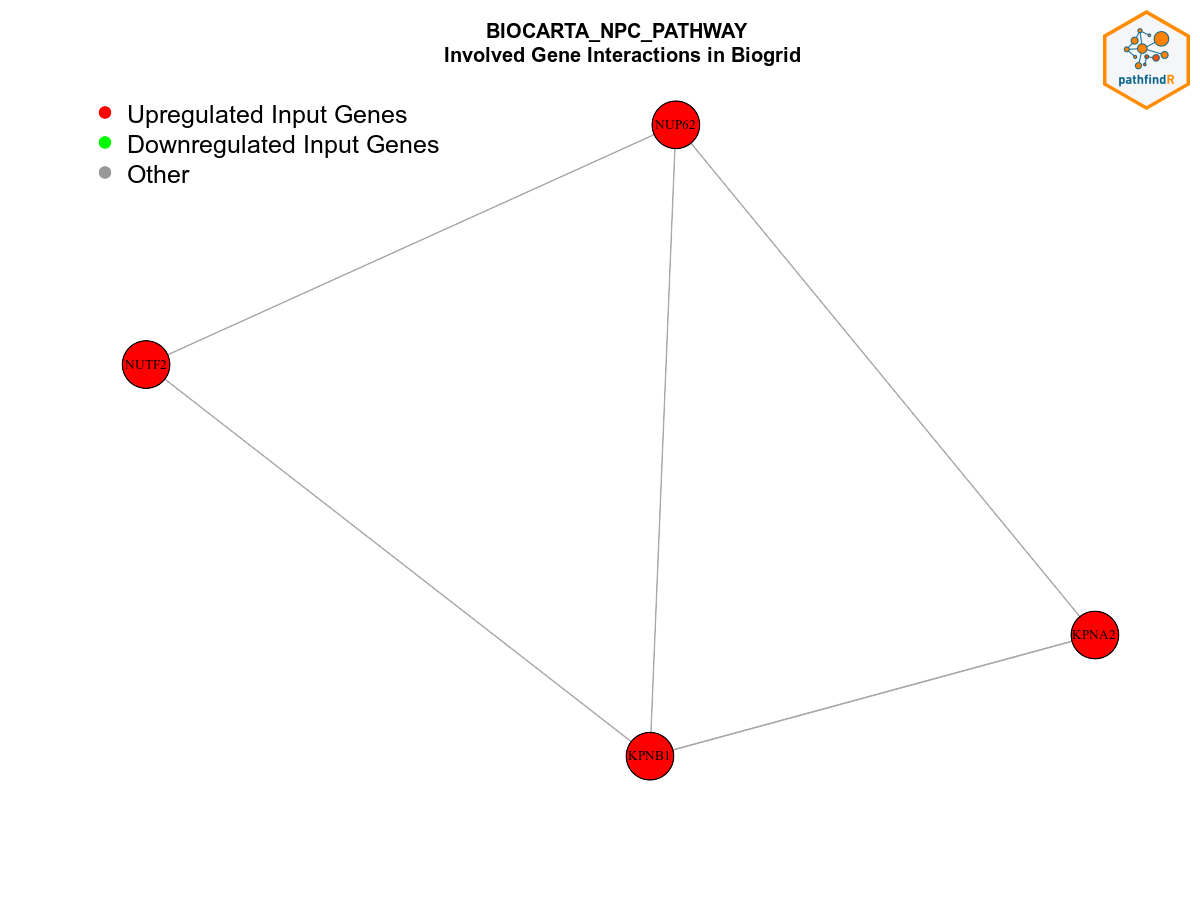 BIOCARTA_NPC_PATHWAY
Involved Gene Interactions in Biogrid
pathfindR
Upregulated Input Genes
Downregulated Input Genes
Other
NUP62
NUTF2
KPNA2
KPNB1